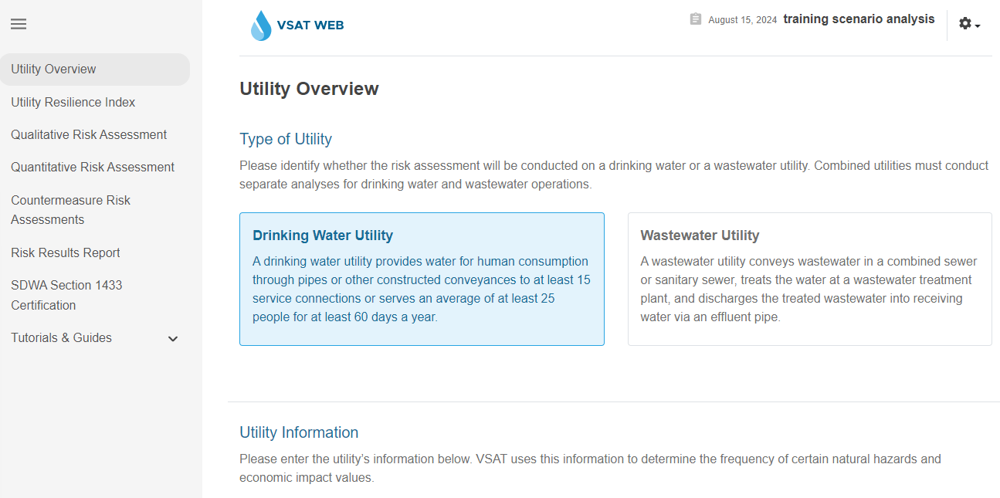 VSAT WEB
August 15, 2024 training scenario analysis
Utility Overview
Utility Resilience Index
Qualitative Risk Assessment
Quantitative Risk Assessment
Countermeasure Risk
Assessments
Risk Results Report
SDWA Section 1433
Certification
Tutorials & Guides
Utility Overview
Type of Utility
Please identify whether the risk assessment will be conducted on a drinking water or a wastewater utility. Combined utilities must conduct
separate analyses for drinking water and wastewater operations.
Drinking Water Utility
A drinking water utility provides water for human consumption
through pipes or other constructed conveyances to at least 15
service connections or serves an average of at least 25
people for at least 60 days a year.
Wastewater Utility
A wastewater utility conveys wastewater in a combined sewer
or sanitary sewer, treats the water at a wastewater treatment
plant, and discharges the treated wastewater into receiving
water via an effluent pipe.
Utility Information
Please enter the utility’s information below. VSAT uses this information to determine the frequency of certain natural hazards and
economic impact values.